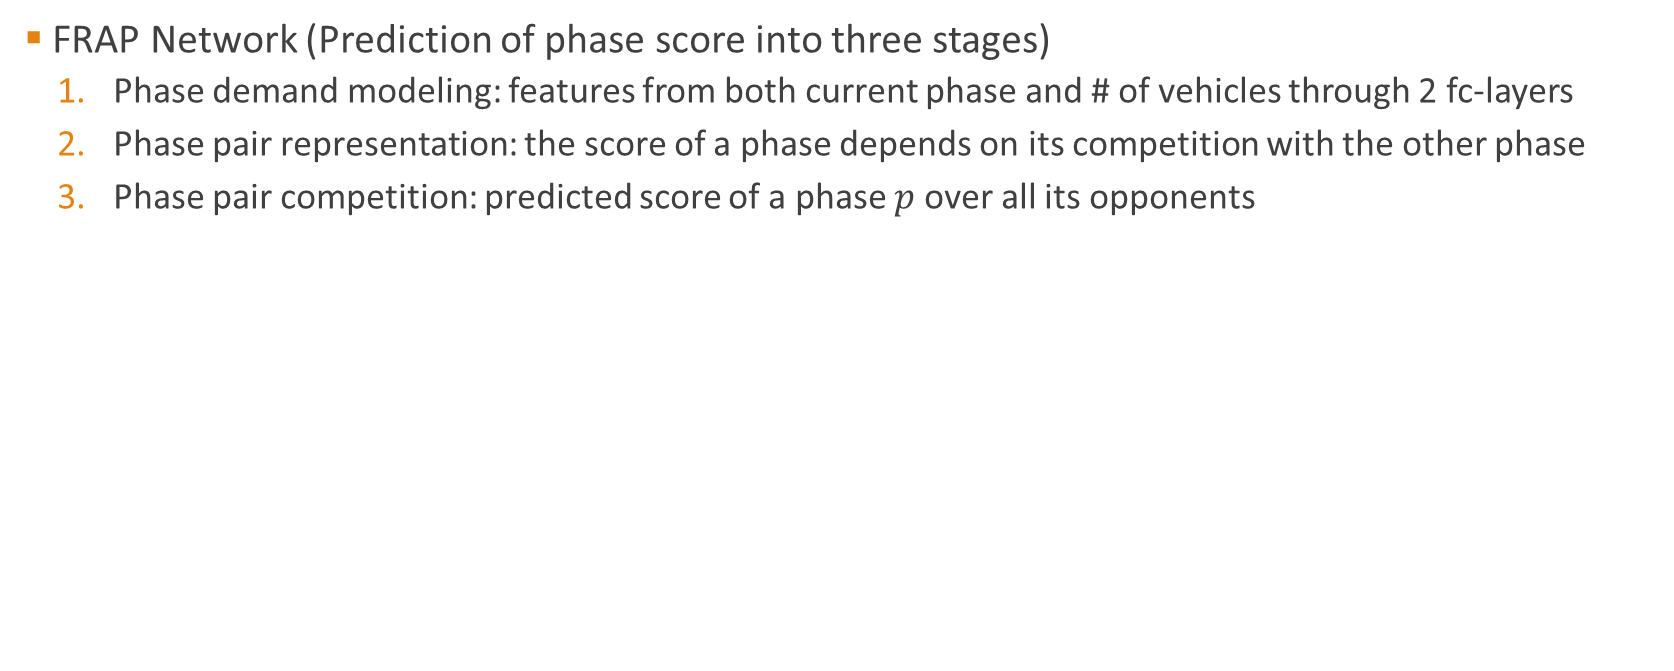 ▪ FRAP Network (Prediction of phase score into three stages)
1. Phase demand modeling: features from both current phase and # of vehicles through 2 fc-layers
2. Phase pair representation: the score of a phase depends on its competition with the other phase
3. Phase pair competition: predicted score of a phase p over all its opponents